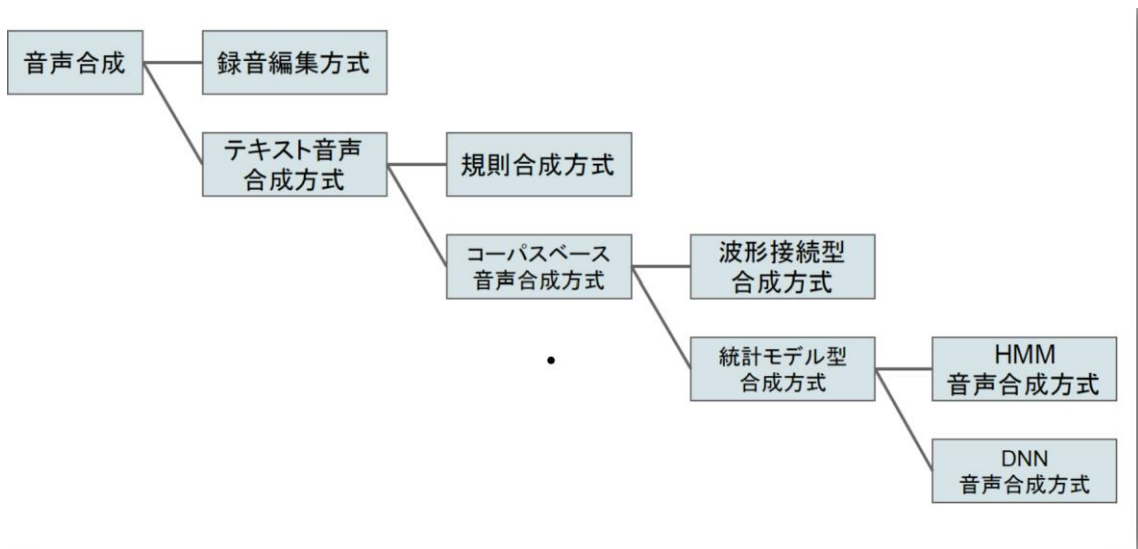 音声合成
録音編集方式
テキスト音声
合成方式
規則合成方式
コーパスベース
音声合成方式
波形接続型
合成方式
統計モデル型
合成方式
HMM
音声合成方式
DNN
音声合成方式